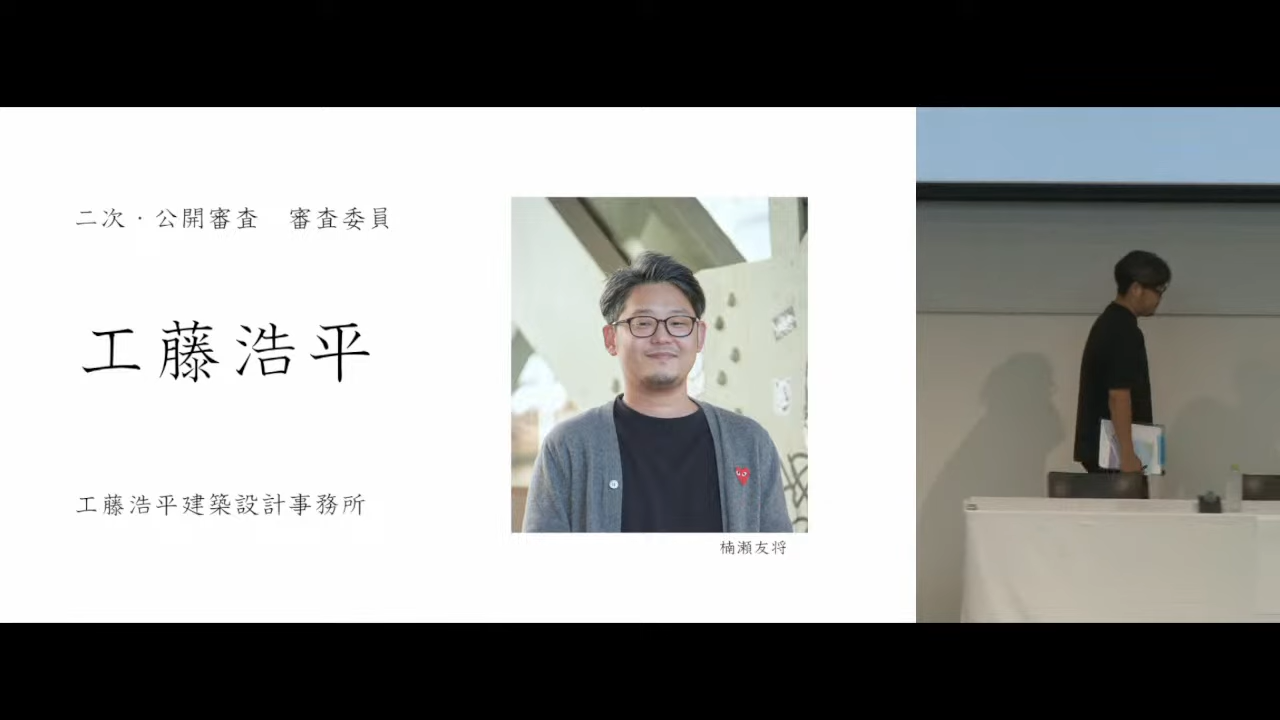 二次・公開審査　審査委員
工藤浩平
工藤浩平建築設計事務所
楠瀬友将